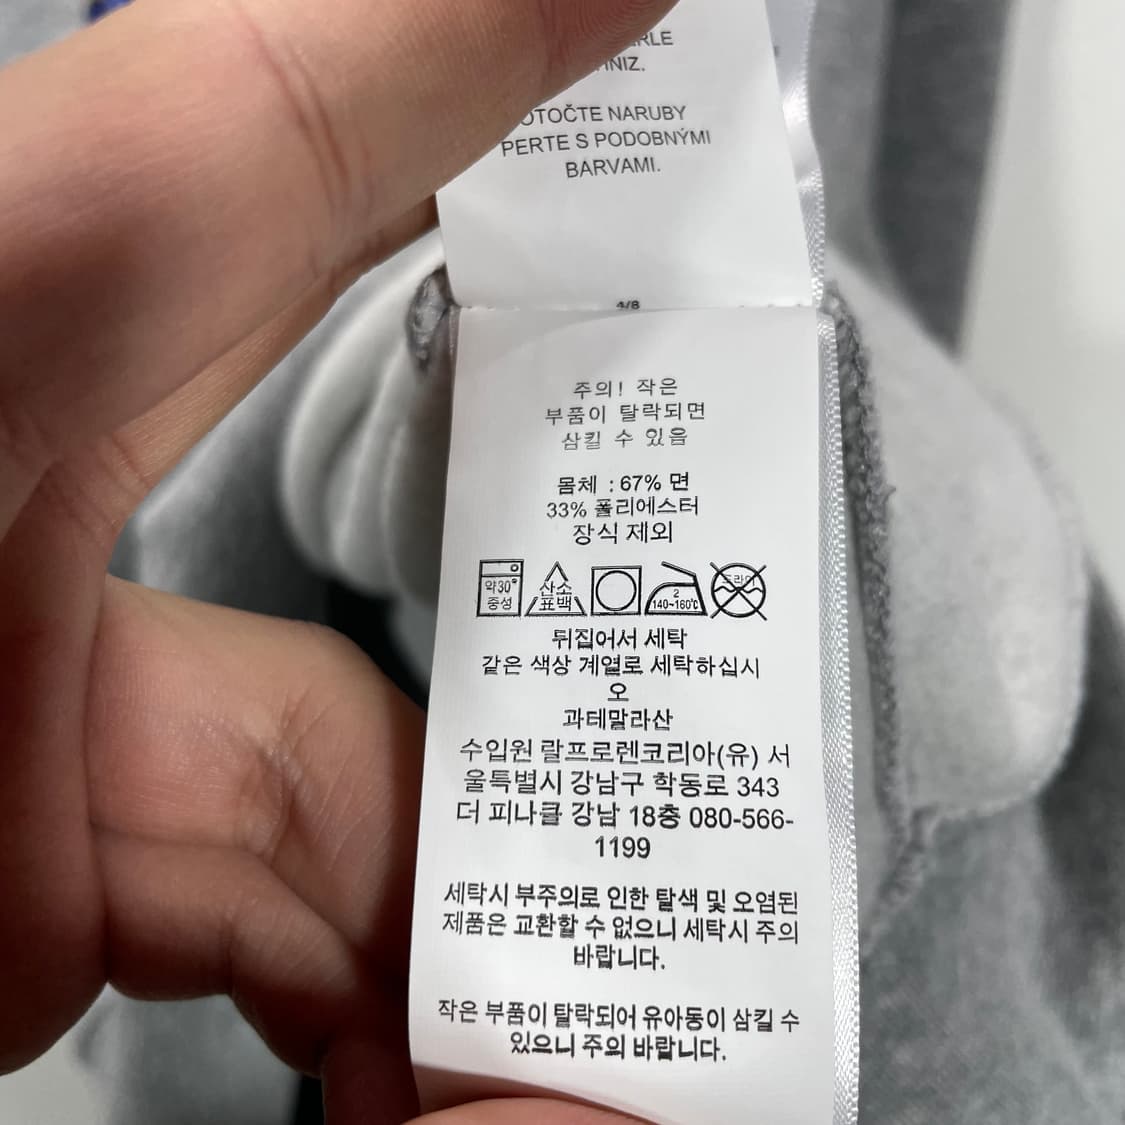 OTOČTE NARUBY
PERTE S PODOBNÝMI
BARVAMI.
4/8
주의! 작은
부품이 탈락되면
삼킬 수 있음
몸체 : 67% 면
33% 폴리에스터
장식 제외
약30°
중성
산소
표백
2
140~160℃
드라이
뒤집어서 세탁
같은 색상 계열로 세탁하십시
오
과테말라산
수입원 랄프로렌코리아(유) 서
울특별시 강남구 학동로 343
더 피나클 강남 18층 080-566-
1199
세탁시 부주의로 인한 탈색 및 오염된
제품은 교환할 수 없으니 세탁시 주의
바랍니다.
작은 부품이 탈락되어 유아동이 삼킬 수
있으니 주의 바랍니다.